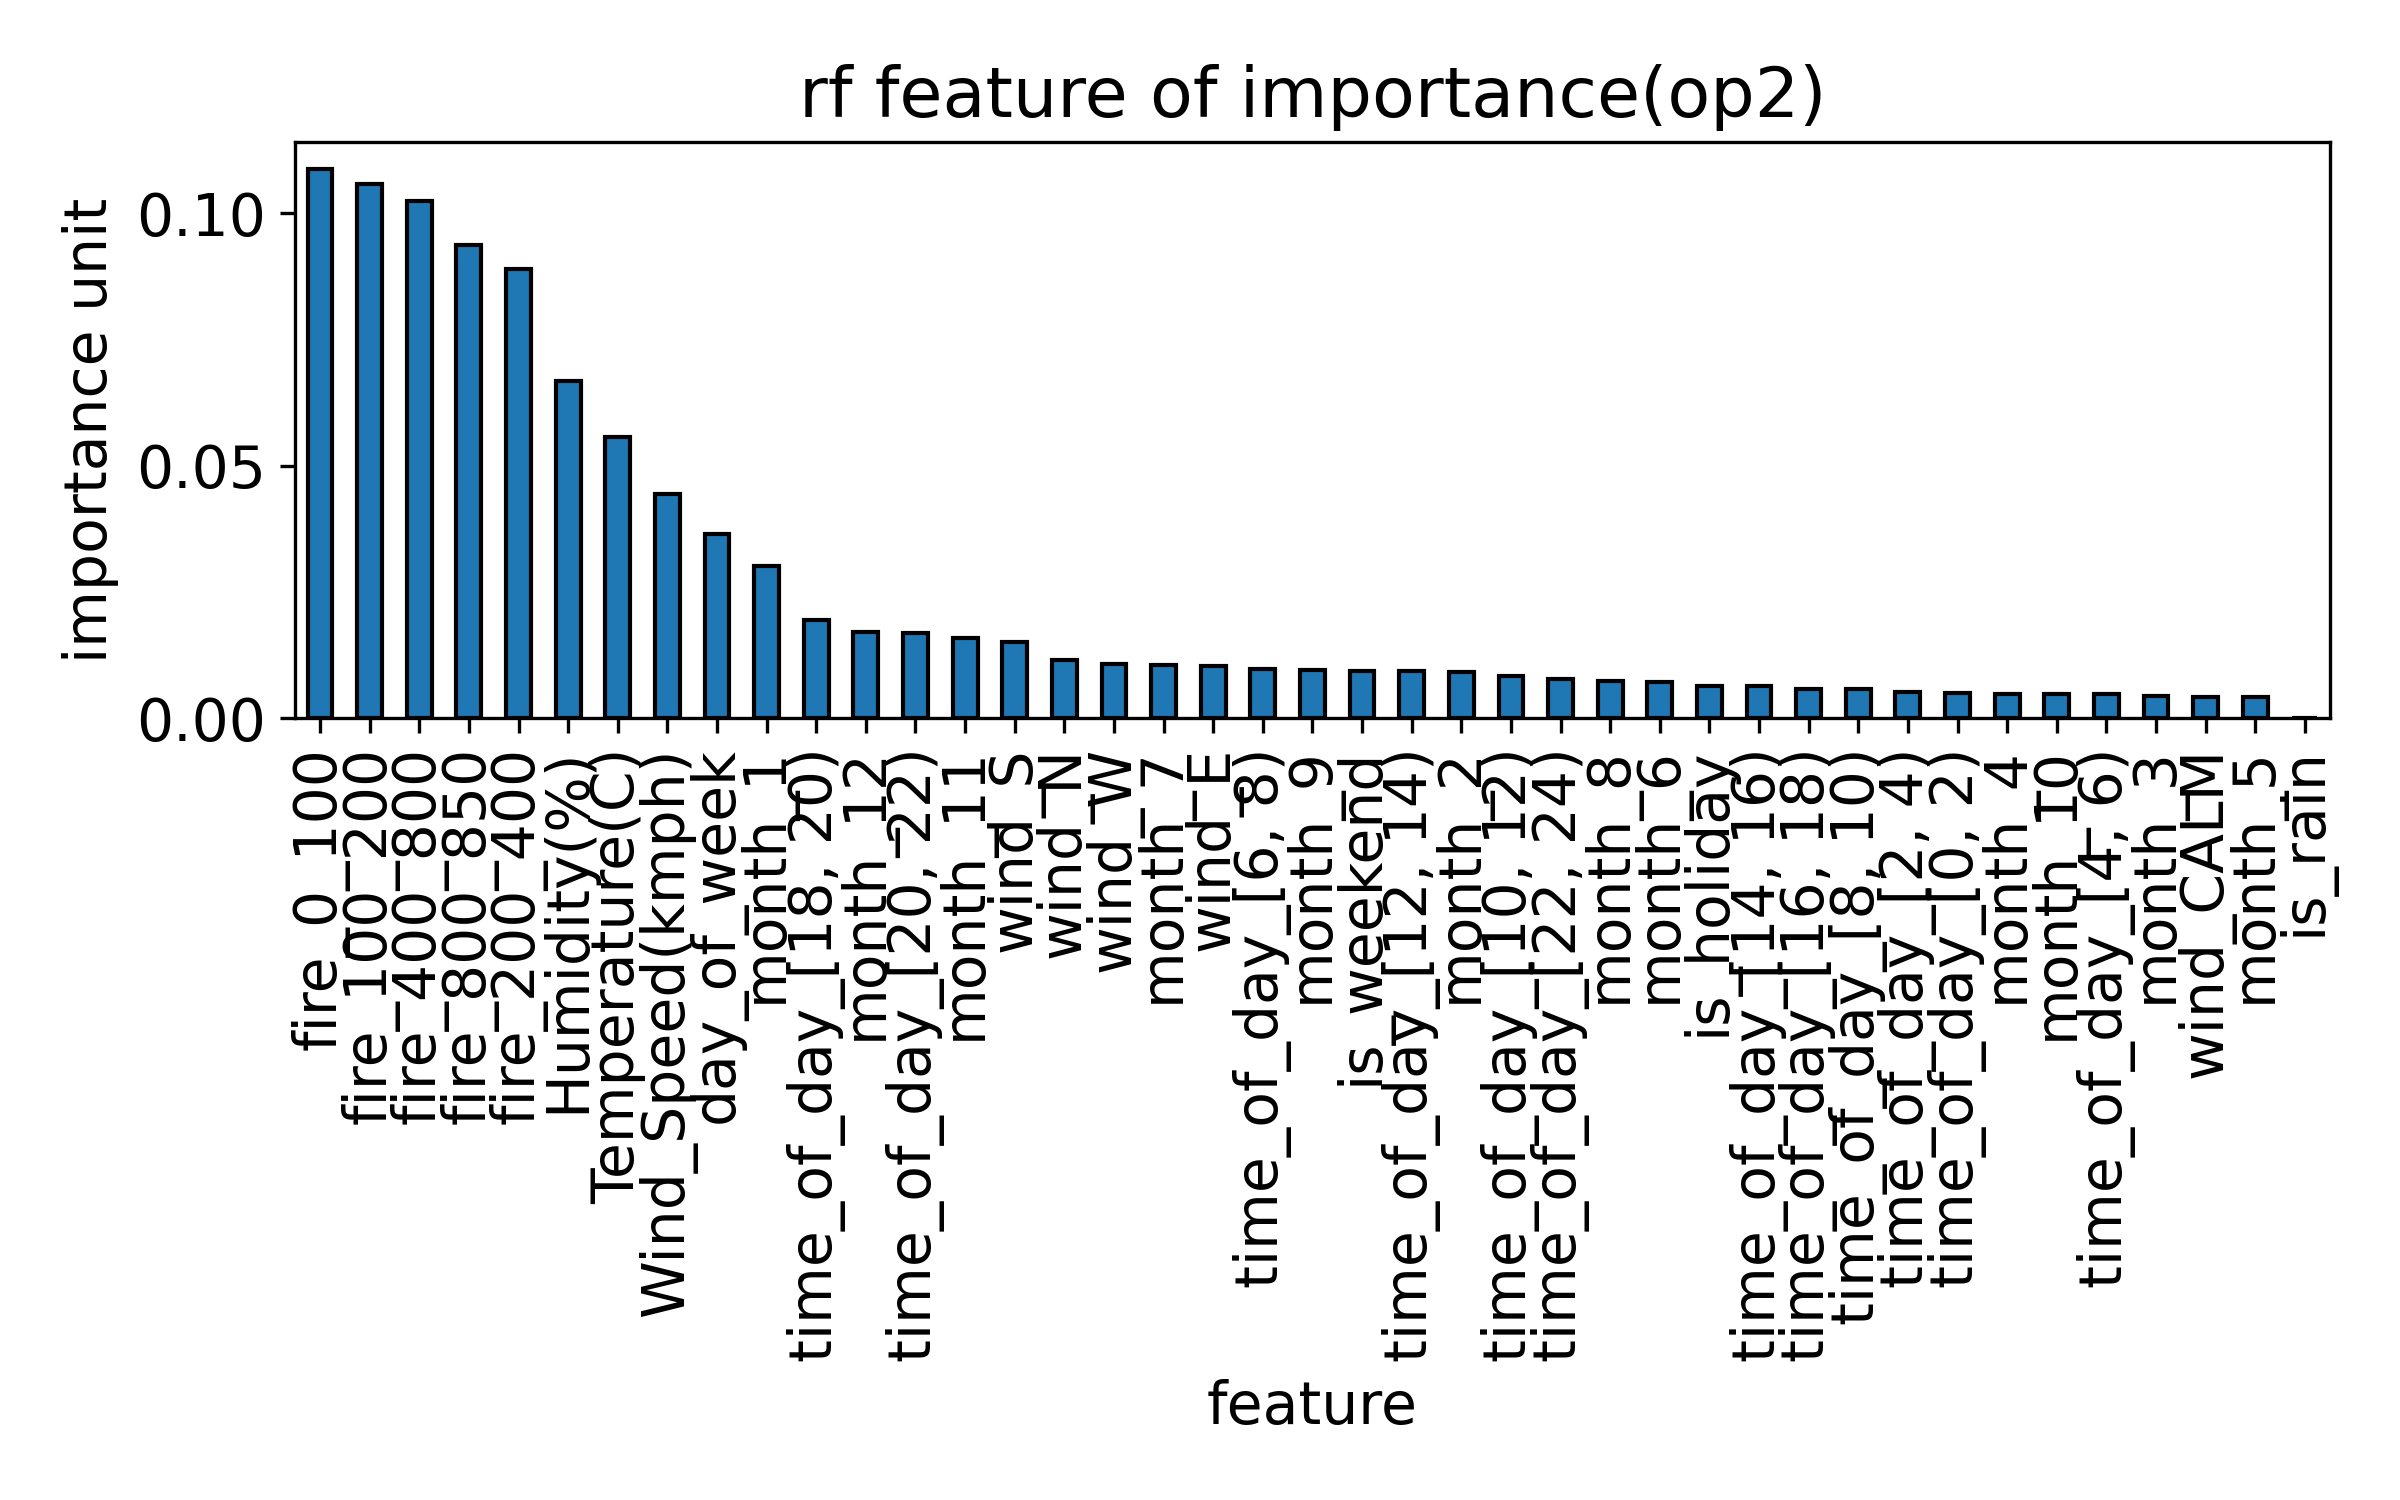 rf feature of importance(op2)
importance unit
0.10
0.05
0.00
fire_0_100
fire_100_200
fire_400_800
fire_800_850
fire_200_400
Humidity(%)
Temperature(C)
Wind_Speed(kmph)
day_of_week
month_1
time_of_day_[18, 20)
month_12
time_of_day_[20, 22)
month_11
wind_S
wind_N
wind_W
month_7
wind_E
time_of_day_[6, 8)
month_9
is_weekend
time_of_day_[12, 14)
month_2
time_of_day_[10, 12)
time_of_day_[22, 24)
month_8
month_6
is_holiday
time_of_day_[14, 16)
time_of_day_[16, 18)
time_of_day_[8, 10)
time_of_day_[2, 4)
time_of_day_[0, 2)
month_4
month_10
time_of_day_[4, 6)
month_3
wind_CALM
month_5
is_rain
feature